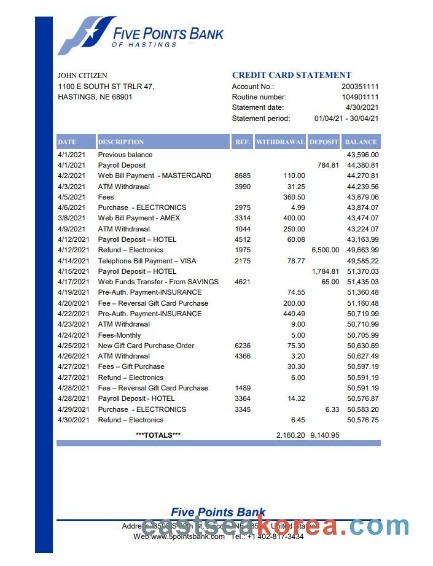 FIVE POINTS BANK
OF HASTINGS
JOHN CITIZEN
1100 E SOUTH ST TRLR 47,
HASTINGS, NE 68901
CREDIT CARD STATEMENT
Account No.: 200351111
Routine number: 104901111
Statement date: 4/30/2021
Statement period: 01/04/21 - 30/04/21
DATE DESCRIPTION REF. WITHDRAWAL DEPOSIT BALANCE
4/1/2021 Previous balance 43,596.00
4/1/2021 Payroll Deposit 784.81 44,380.81
4/2/2021 Web Bill Payment - MASTERCARD 8685 110.00 44,270.81
4/3/2021 ATM Withdrawal 3990 31.25 44,239.56
4/5/2021 Fees 360.50 43,879.06
4/6/2021 Purchase - ELECTRONICS 2975 4.99 43,874.07
3/8/2021 Web Bill Payment - AMEX 3314 400.00 43,474.07
4/9/2021 ATM Withdrawal 1044 250.00 43,224.07
4/12/2021 Payroll Deposit – HOTEL 4512 60.08 43,163.99
4/12/2021 Refund – Electronics 1975 6,500.00 49,663.99
4/14/2021 Telephone Bill Payment – VISA 2175 78.77 49,585.22
4/15/2021 Payroll Deposit – HOTEL 1,784.81 51,370.03
4/17/2021 Web Funds Transfer - From SAVINGS 4621 65.00 51,435.03
4/19/2021 Pre-Auth. Payment-INSURANCE 74.55 51,360.48
4/20/2021 Fee – Reversal Gift Card Purchase 200.00 51,160.48
4/22/2021 Pre-Auth. Payment-INSURANCE 440.49 50,719.99
4/23/2021 ATM Withdrawal 9.00 50,710.99
4/24/2021 Fees-Monthly 5.00 50,705.99
4/25/2021 New Gift Card Purchase Order 6236 75.30 50,630.69
4/26/2021 ATM Withdrawal 4366 3.20 50,627.49
4/27/2021 Fees – Gift Purchase 30.30 50,597.19
4/27/2021 Refund – Electronics 6.00 50,591.19
4/28/2021 Fee – Reversal Gift Card Purchase 1489 50,591.19
4/28/2021 Payroll Deposit - HOTEL 3364 14.32 50,576.87
4/29/2021 Purchase - ELECTRONICS 3345 6.33 50,583.20
4/30/2021 Refund – Electronics 6.45 50,576.75
***TOTALS*** 2,160.20 9,140.95
Five Points Bank
eastseakorea.com
Web:www.5pointsbank.com Tel.: +1 402-817-3434